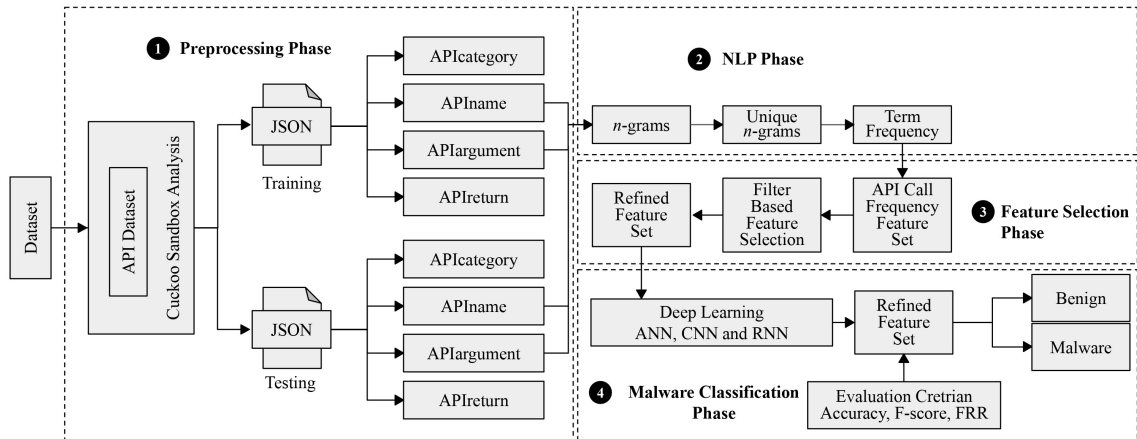 Dataset
API Dataset
Cuckoo Sandbox Analysis
1 Preprocessing Phase
JSON
Training
APIcategory
APIname
APIargument
APIreturn
JSON
Testing
APIcategory
APIname
APIargument
APIreturn
2 NLP Phase
n-grams
Unique
n-grams
Term
Frequency
Refined
Feature
Set
Filter
Based
Feature
Selection
API Call
Frequency
Feature
Set
3 Feature Selection
Phase
Deep Learning
ANN, CNN and RNN
Refined
Feature
Set
Benign
Malware
4 Malware Classification
Phase
Evaluation Cretrian
Accuracy, F-score, FRR